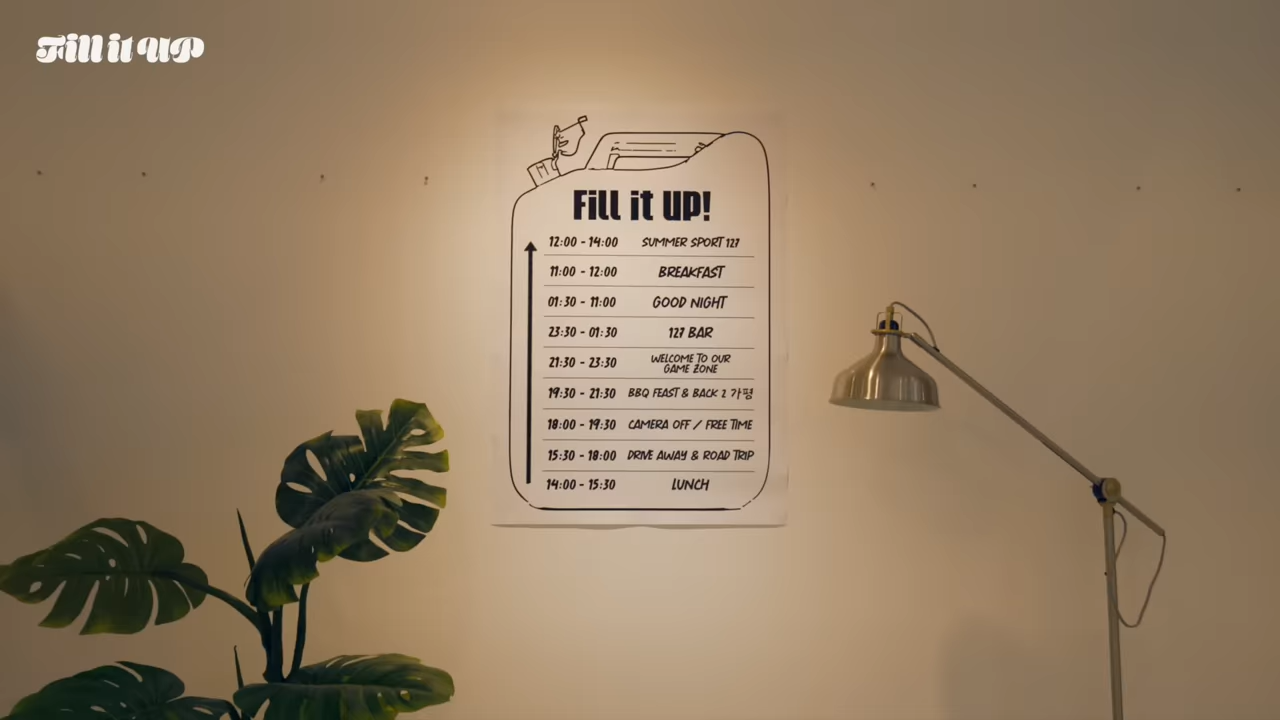 Fill it UP
Fill it UP!
12:00 - 14:00 SUMMER SPORT 127
11:00 - 12:00 BREAKFAST
01:30 - 11:00 GOOD NIGHT
23:30 - 01:30 127 BAR
21:30 - 23:30 WELCOME TO OUR
GAME ZONE
19:30 - 21:30 BBQ FEAST & BACK 2 가평
18:00 - 19:30 CAMERA OFF / FREE TIME
15:30 - 18:00 DRIVE AWAY & ROAD TRIP
14:00 - 15:30 LUNCH